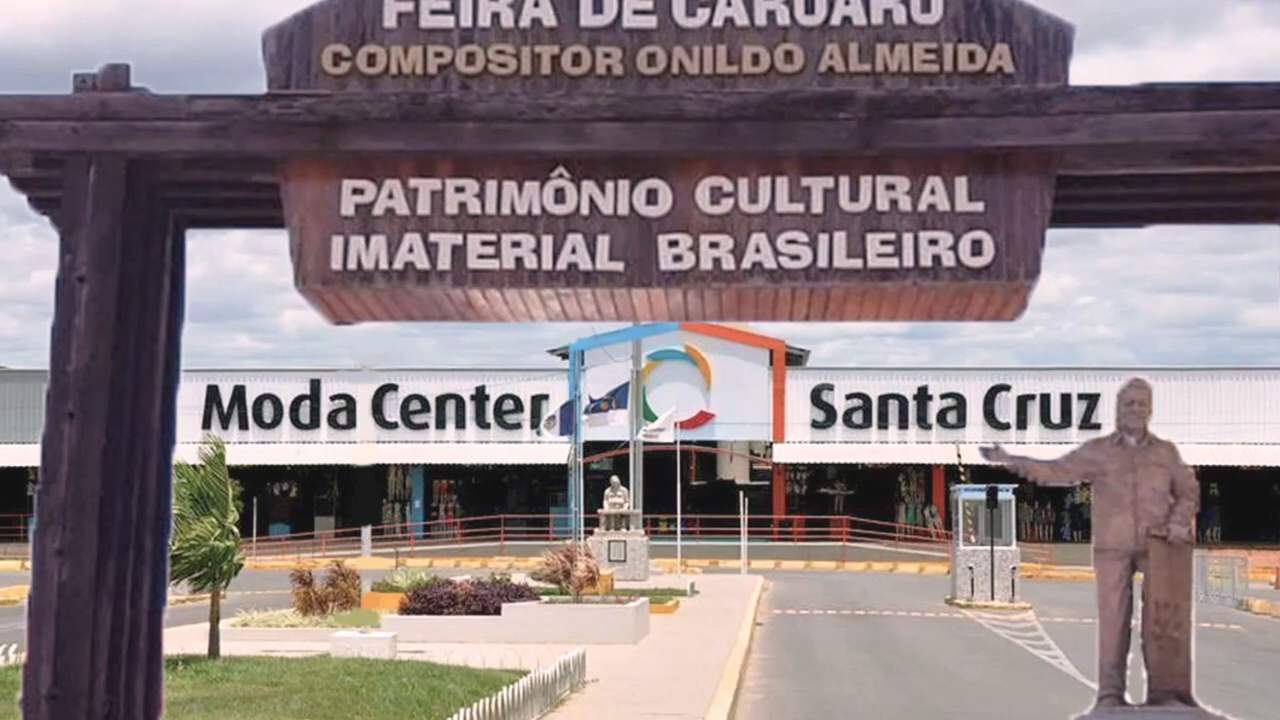 FEIRA DE CARUARU
COMPOSITOR ONILDO ALMEIDA
PATRIMÔNIO CULTURAL
IMATERIAL BRASILEIRO
Moda Center
Santa Cruz